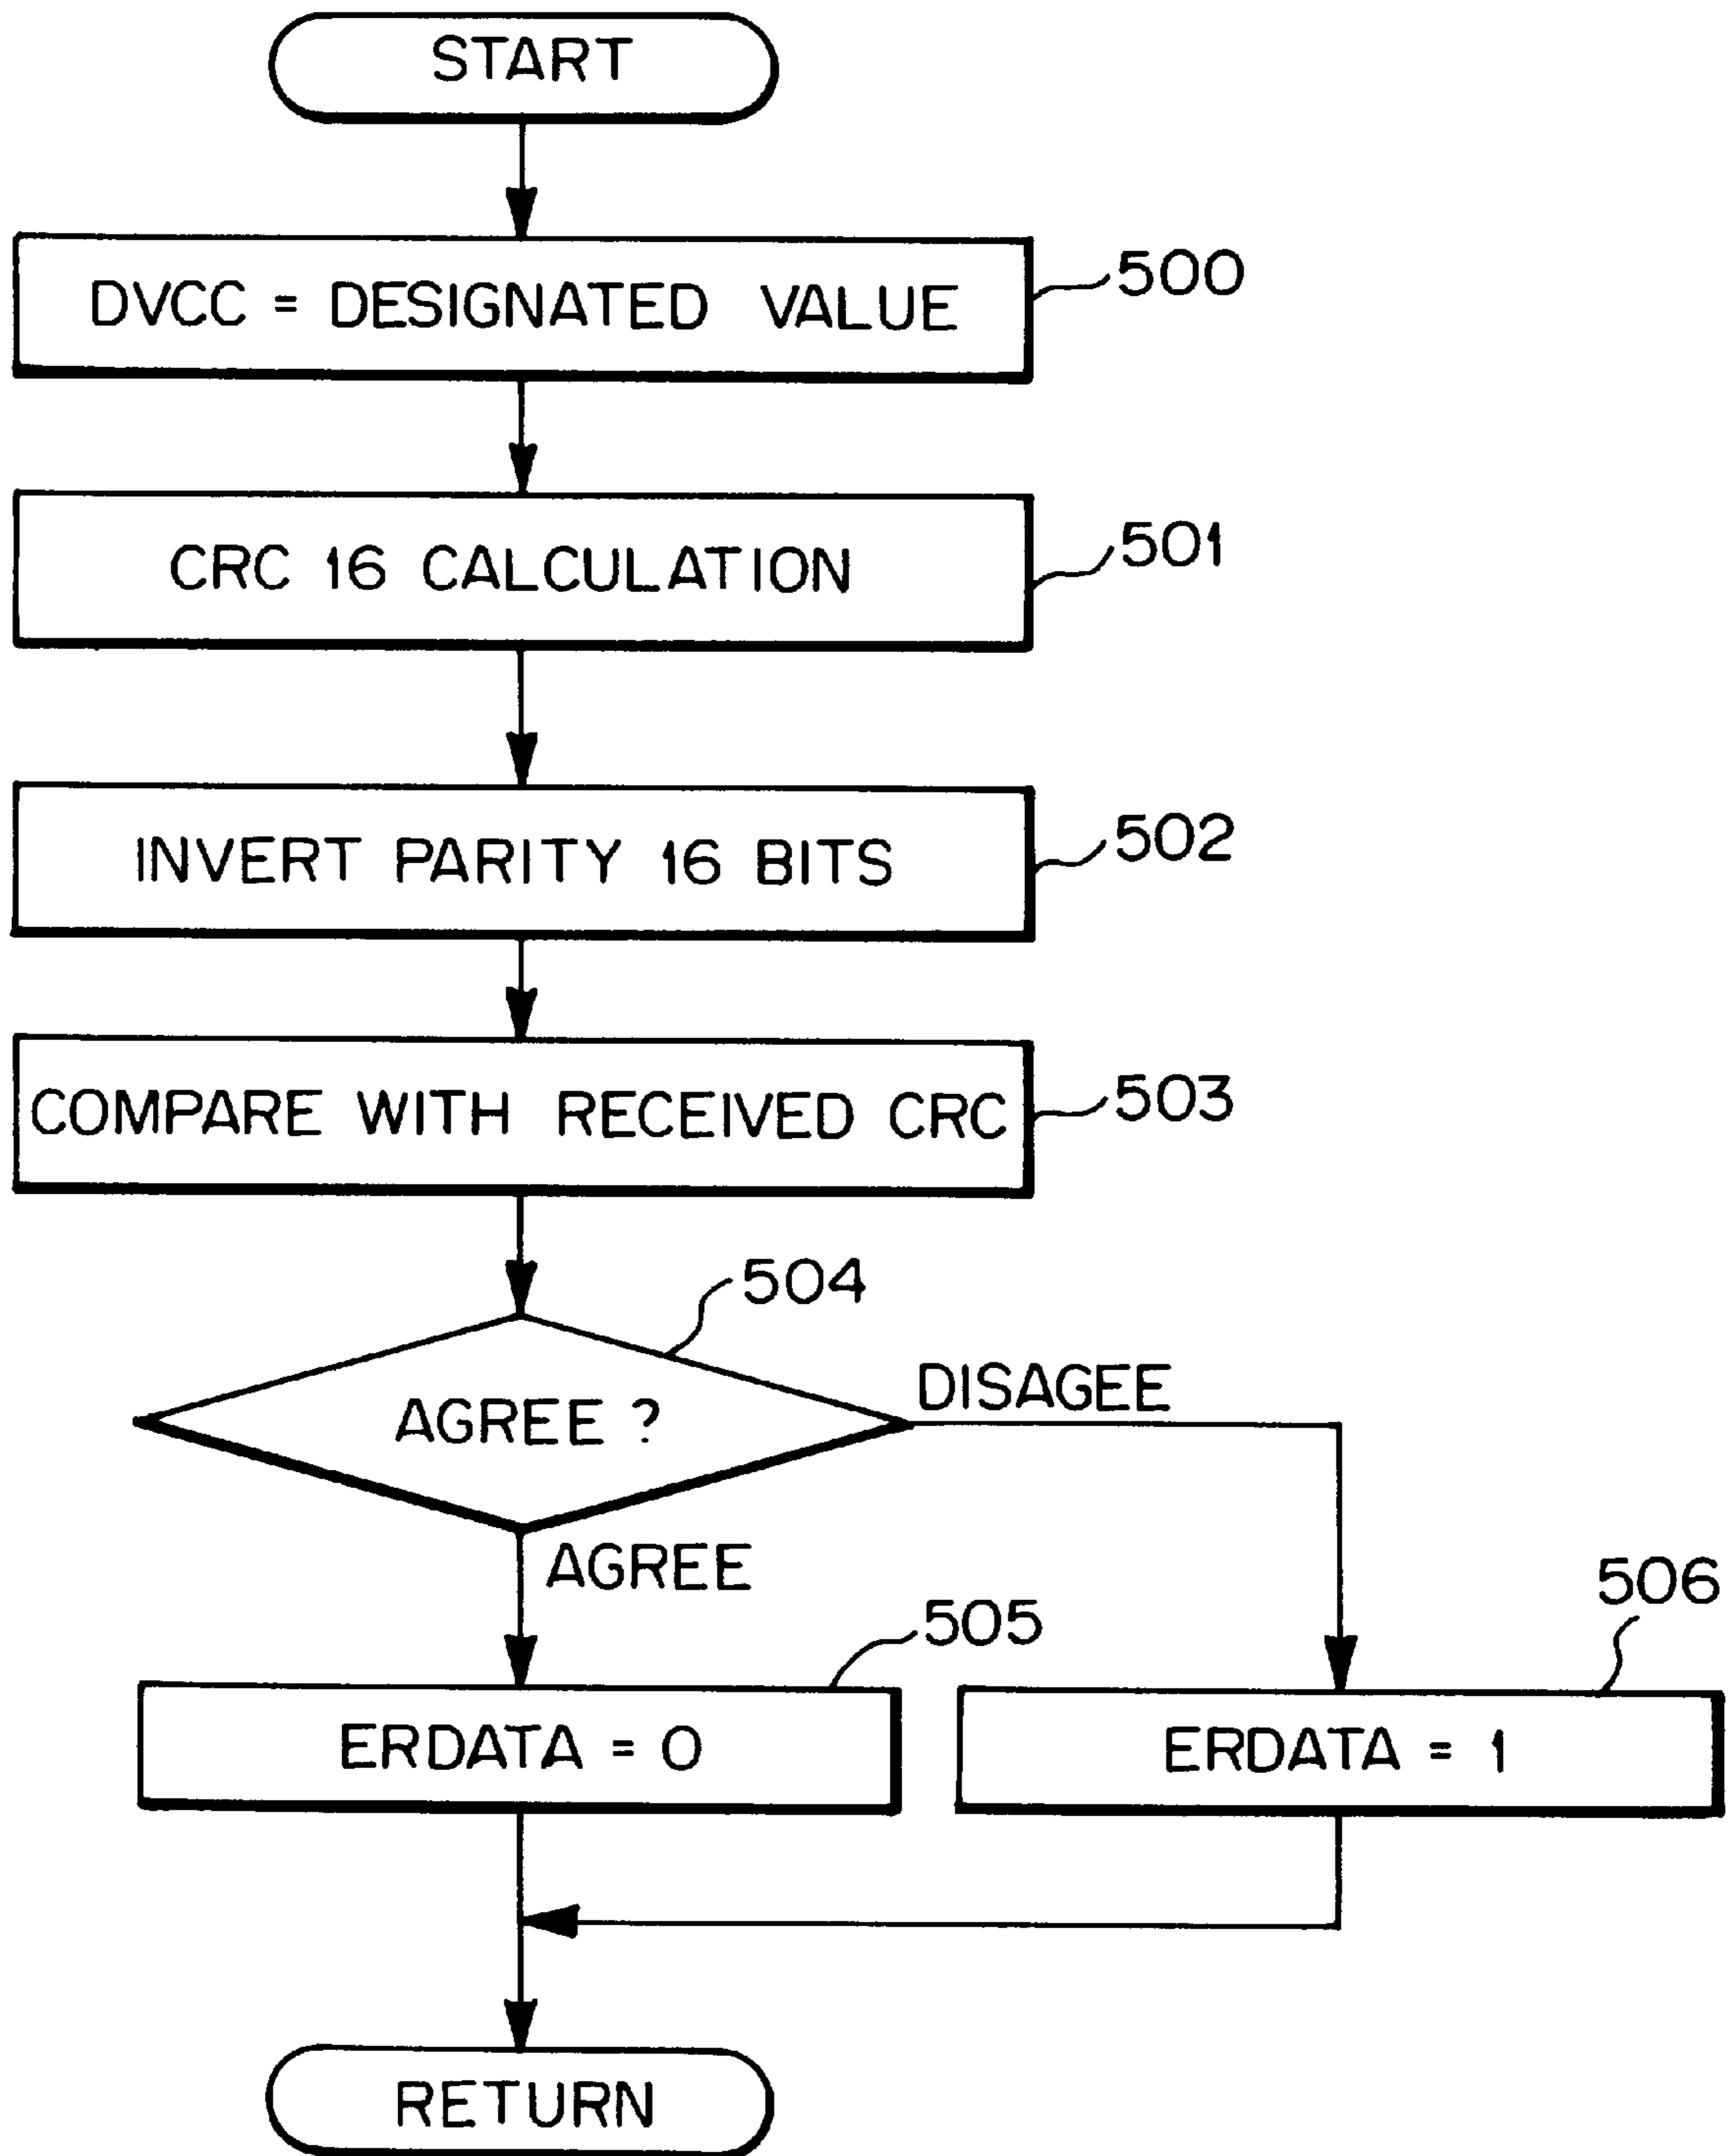 START
DVCC = DESIGNATED VALUE
500
CRC 16 CALCULATION
501
INVERT PARITY 16 BITS
502
COMPARE WITH RECEIVED CRC
503
504
AGREE ?
DISAGEE
AGREE
505
506
ERDATA = 0
ERDATA = 1
RETURN